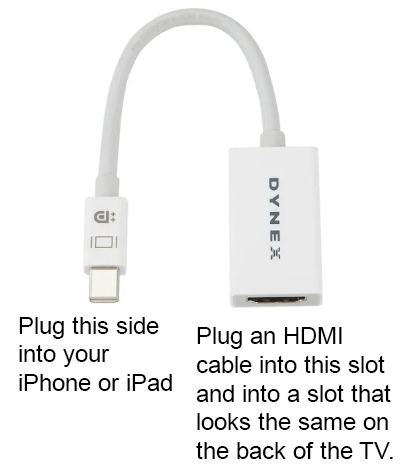 DYNEX
Plug this side
into your
iPhone or iPad
Plug an HDMI
cable into this slot
and into a slot that
looks the same on
the back of the TV.